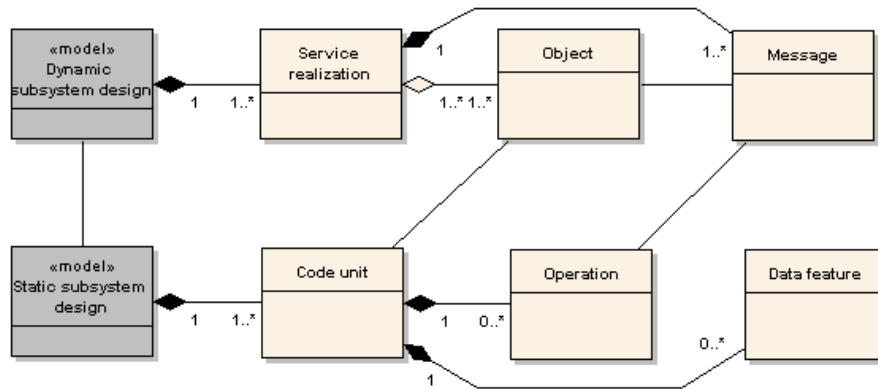 «model»
Dynamic
subsystem design
Service
realization
Object
Message
1
1..*
1
1..*
1..*
1..*
«model»
Static subsystem
design
Code unit
Operation
Data feature
1
1..*
1
0..*
1
0..*